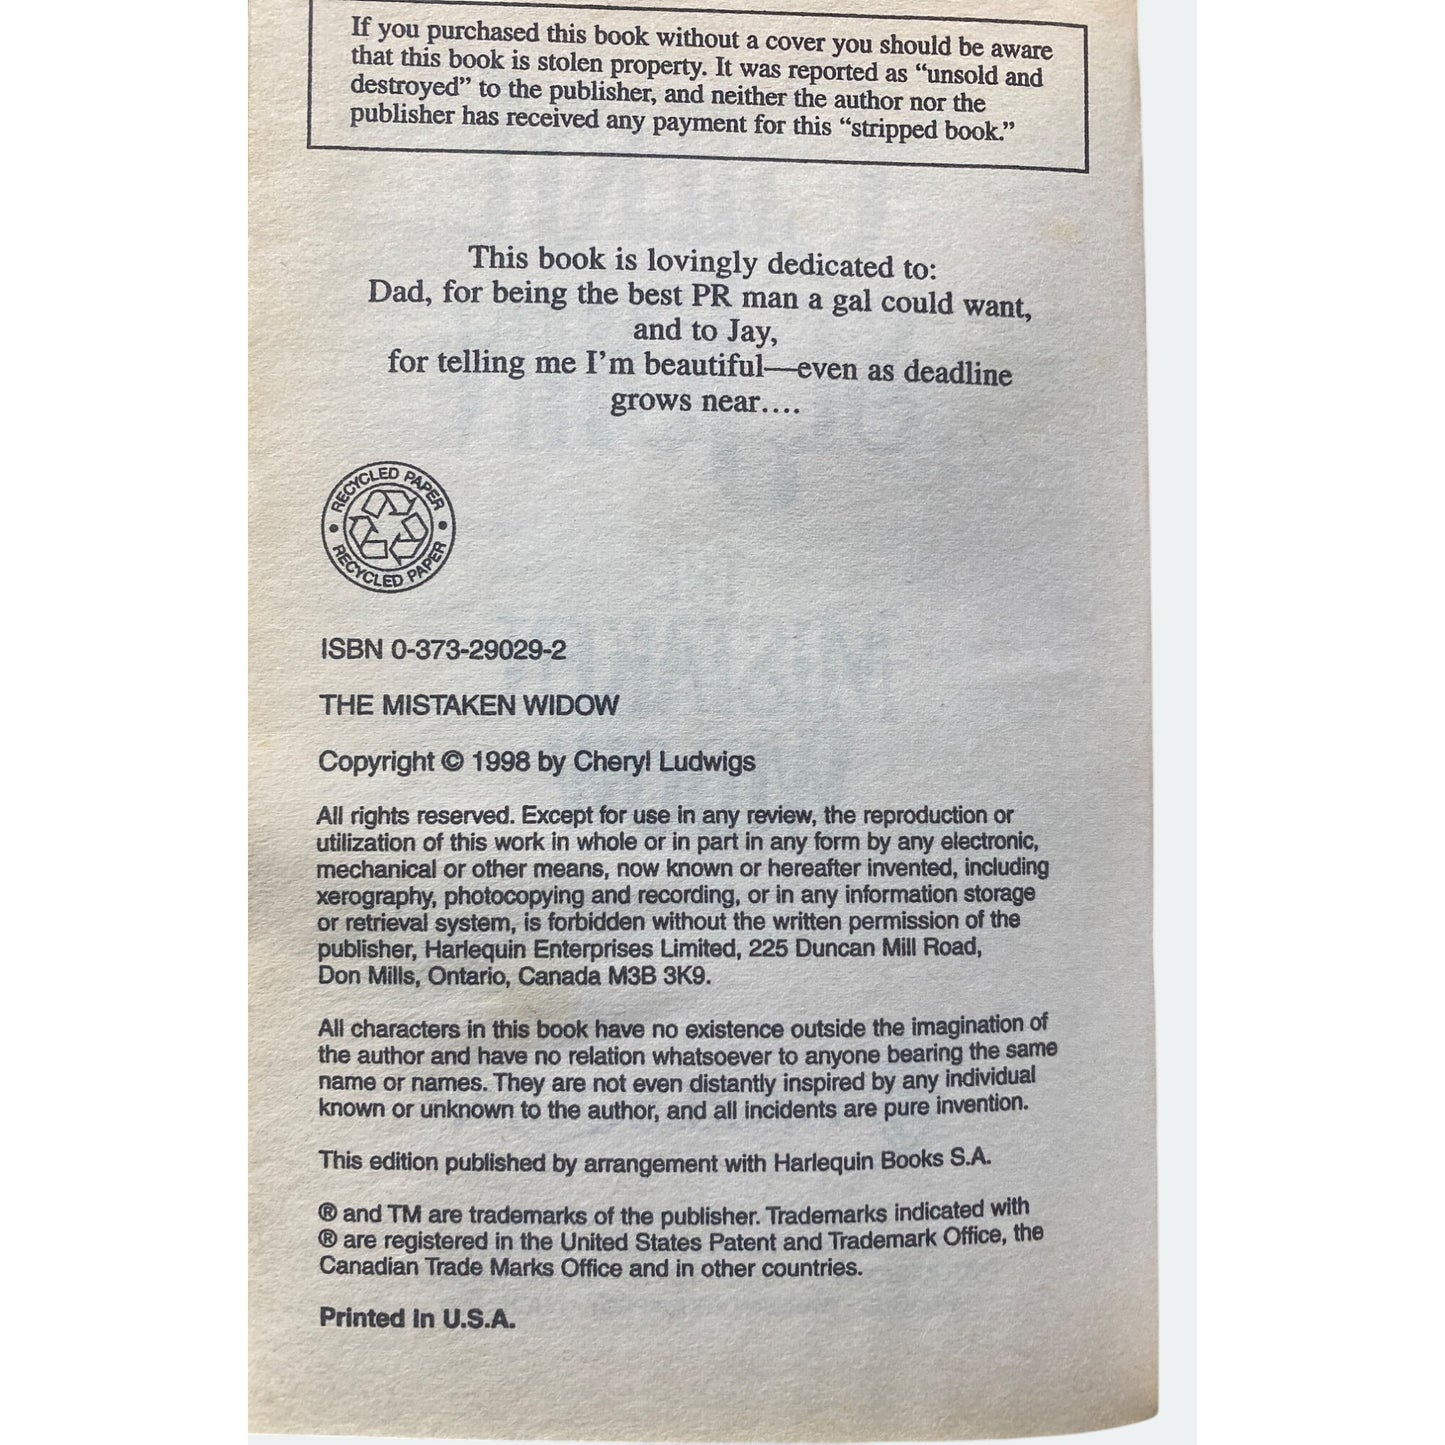 If you purchased this book without a cover you should be aware
that this book is stolen property. It was reported as “unsold and
destroyed” to the publisher, and neither the author nor the
publisher has received any payment for this “stripped book.”
This book is lovingly dedicated to:
Dad, for being the best PR man a gal could want,
and to Jay,
for telling me I’m beautiful—even as deadline
grows near....
RECYCLED PAPER
RECYCLED PAPER
ISBN 0-373-29029-2
THE MISTAKEN WIDOW
Copyright © 1998 by Cheryl Ludwigs
All rights reserved. Except for use in any review, the reproduction or
utilization of this work in whole or in part in any form by any electronic,
mechanical or other means, now known or hereafter invented, including
xerography, photocopying and recording, or in any information storage
or retrieval system, is forbidden without the written permission of the
publisher, Harlequin Enterprises Limited, 225 Duncan Mill Road,
Don Mills, Ontario, Canada M3B 3K9.
All characters in this book have no existence outside the imagination of
the author and have no relation whatsoever to anyone bearing the same
name or names. They are not even distantly inspired by any individual
known or unknown to the author, and all incidents are pure invention.
This edition published by arrangement with Harlequin Books S.A.
® and TM are trademarks of the publisher. Trademarks indicated with
® are registered in the United States Patent and Trademark Office, the
Canadian Trade Marks Office and in other countries.
Printed in U.S.A.